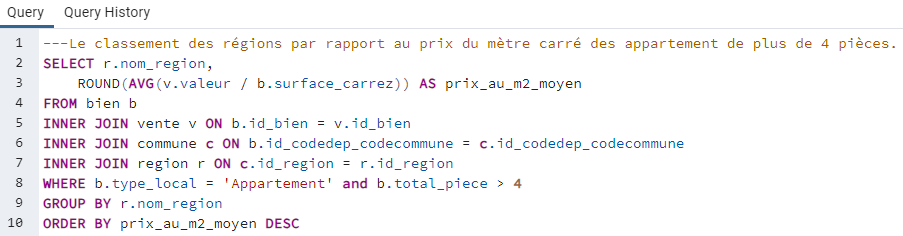 Query Query History
1 ---Le classement des régions par rapport au prix du mètre carré des appartement de plus de 4 pièces.
2 SELECT r.nom_region,
3 ROUND(AVG(v.valeur / b.surface_carrez)) AS prix_au_m2_moyen
4 FROM bien b
5 INNER JOIN vente v ON b.id_bien = v.id_bien
6 INNER JOIN commune c ON b.id_codedep_codecommune = c.id_codedep_codecommune
7 INNER JOIN region r ON c.id_region = r.id_region
8 WHERE b.type_local = 'Appartement' and b.total_piece > 4
9 GROUP BY r.nom_region
10 ORDER BY prix_au_m2_moyen DESC